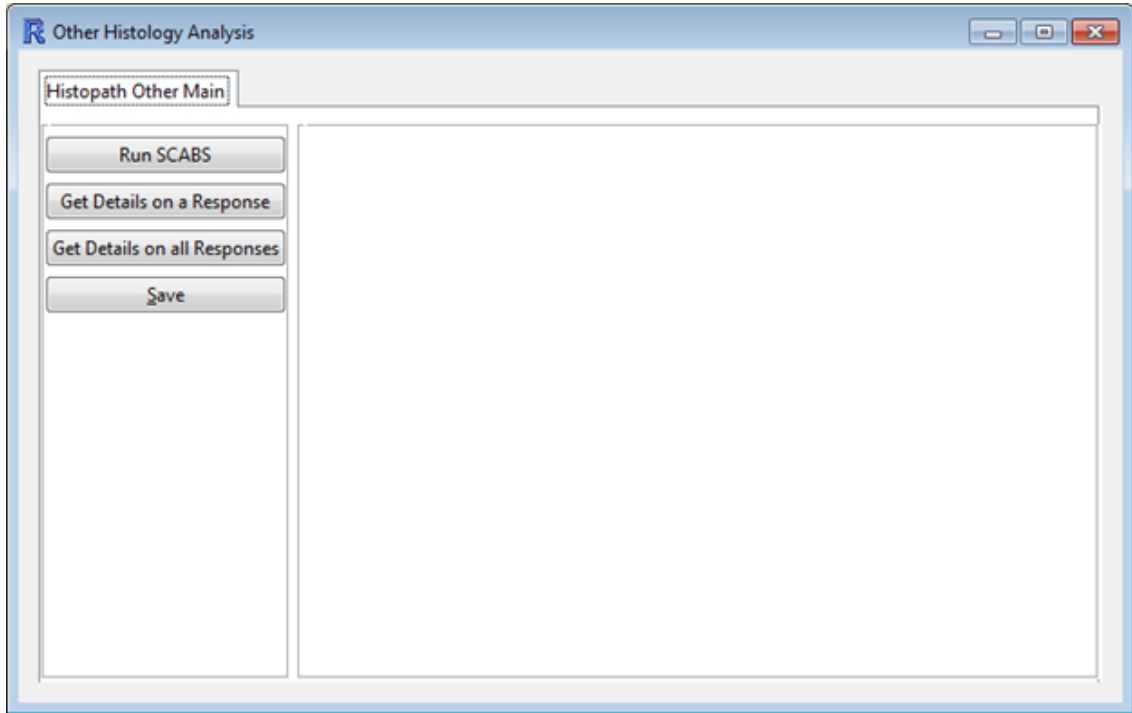 Other Histology Analysis
Histopath Other Main
Run SCABS
Get Details on a Response
Get Details on all Responses
Save